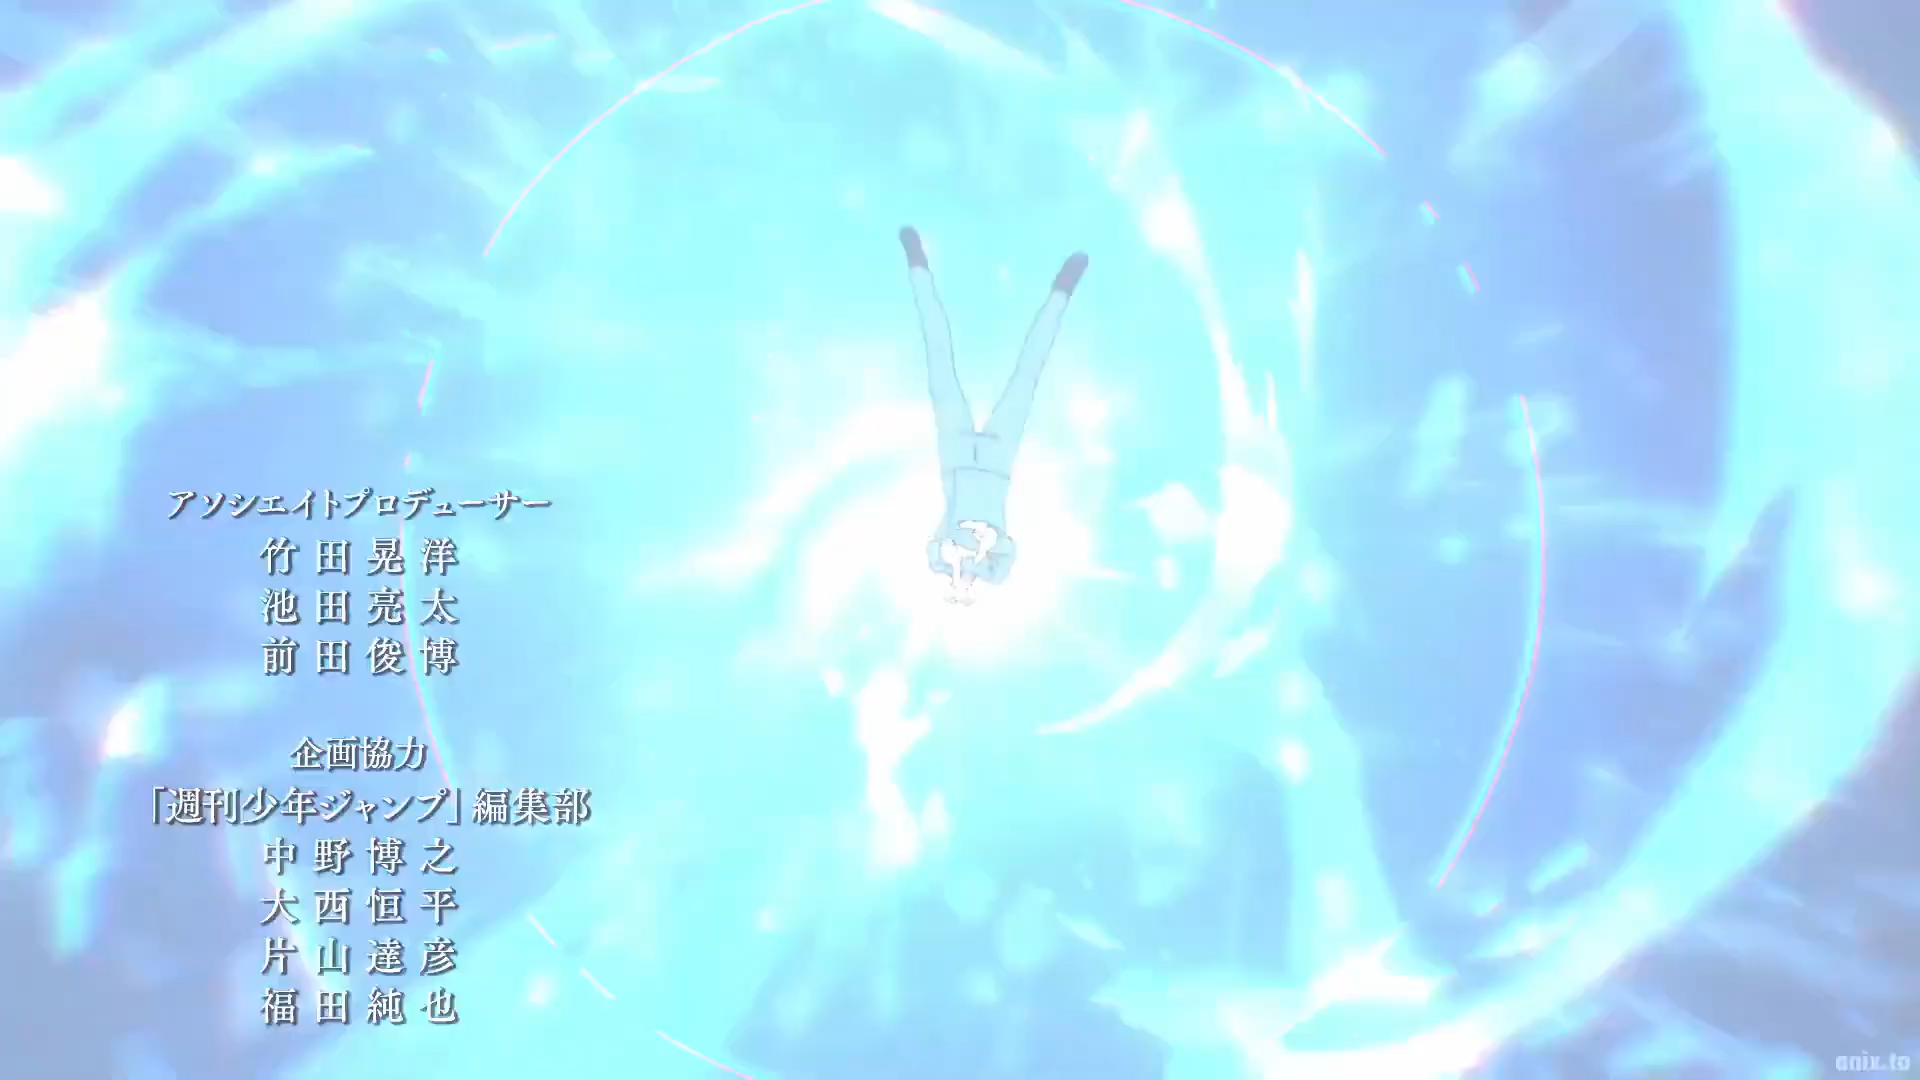 アソシエイトプロデューサー
竹田晃洋
池田亮太
前田俊博
企画協力
「週刊少年ジャンプ」編集部
中野博之
大西恒平
片山達彦
福田純也
anix.to